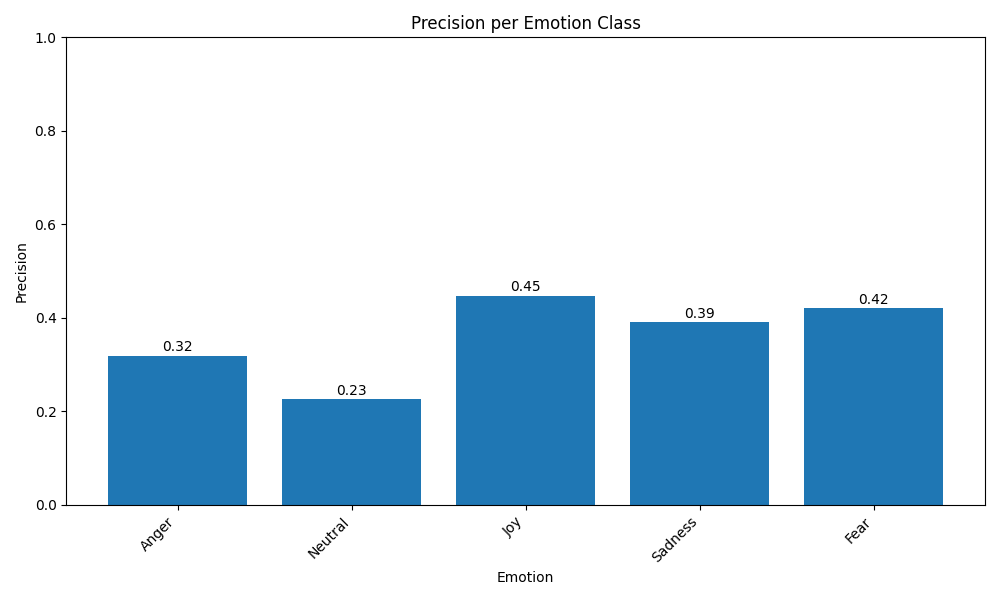 Precision per Emotion Class
1.0
0.8
0.6
0.4
0.2
0.0
Precision
0.32
0.23
0.45
0.39
0.42
Anger
Neutral
Joy
Sadness
Fear
Emotion